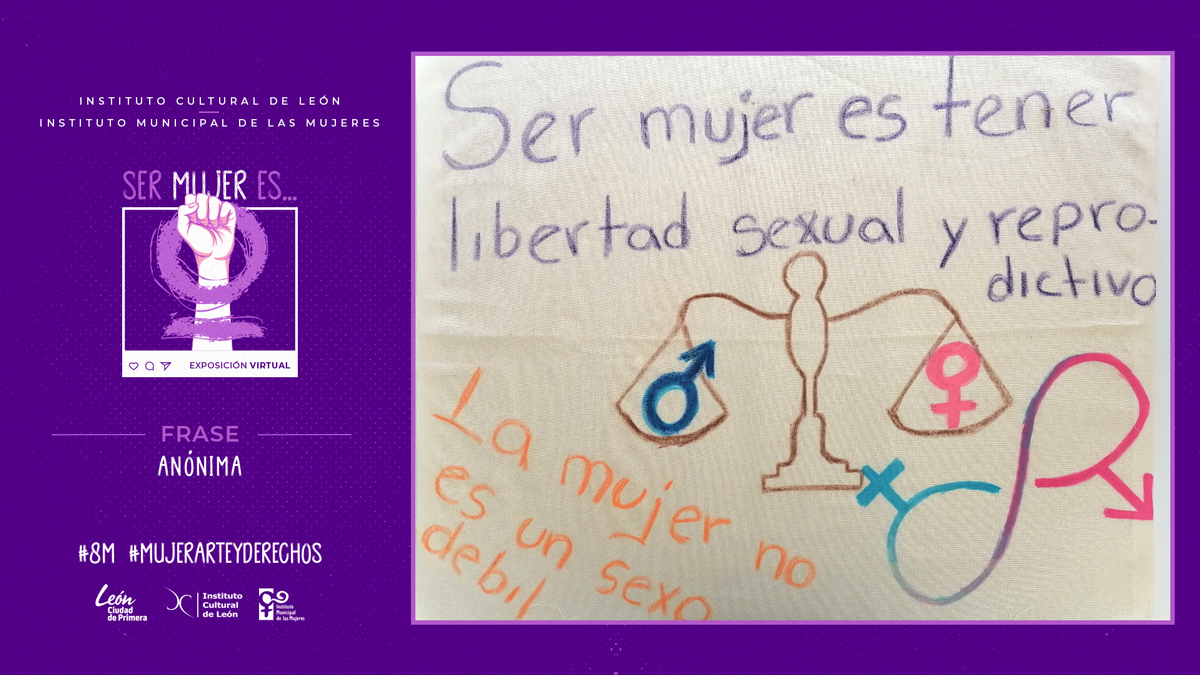 INSTITUTO CULTURAL DE LEÓN
INSTITUTO MUNICIPAL DE LAS MUJERES
SER MUJER ES...
EXPOSICIÓN VIRTUAL
FRASE
ANÓNIMA
#8M #MUJERARTEYDERECHOS
León
Ciudad
de Primera
Instituto
Cultural
de León
Instituto
Municipal
de las Mujeres
Ser mujer es tener
libertad sexual y repro-
dictivo
La mujer no
es un sexo
debil